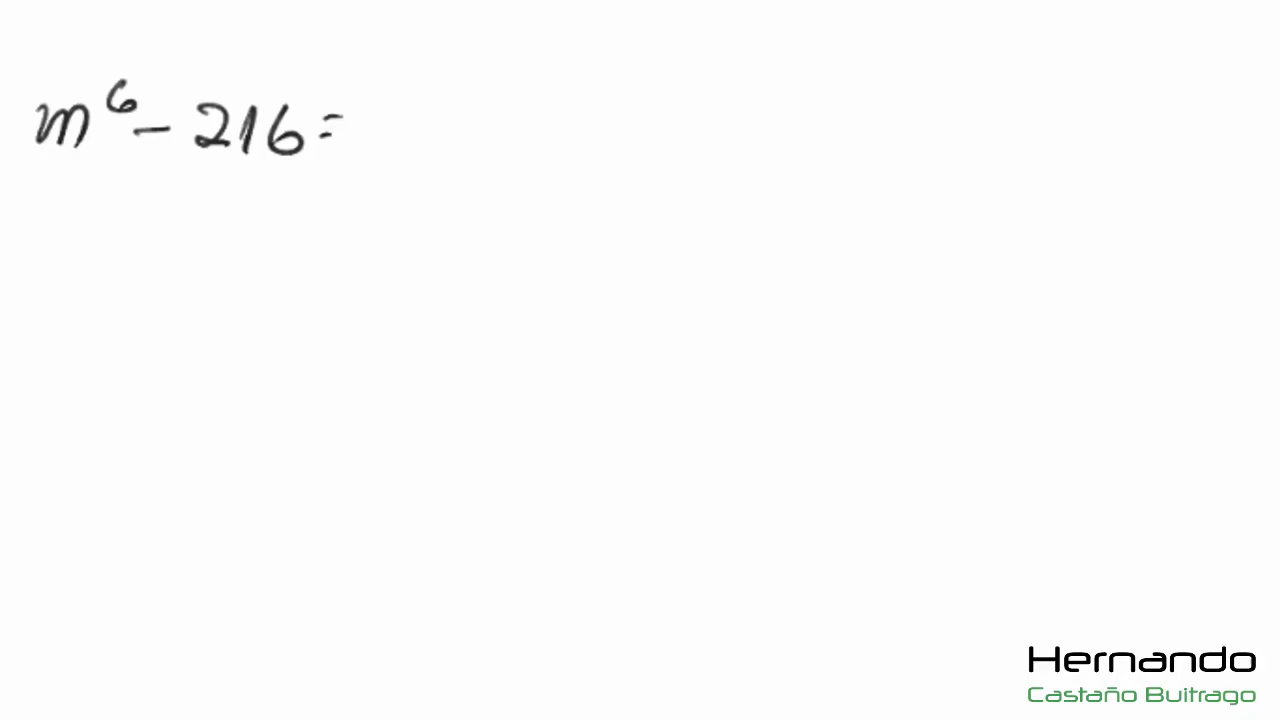 m⁶ - 216 =
Hernando
Castaño Buitrago